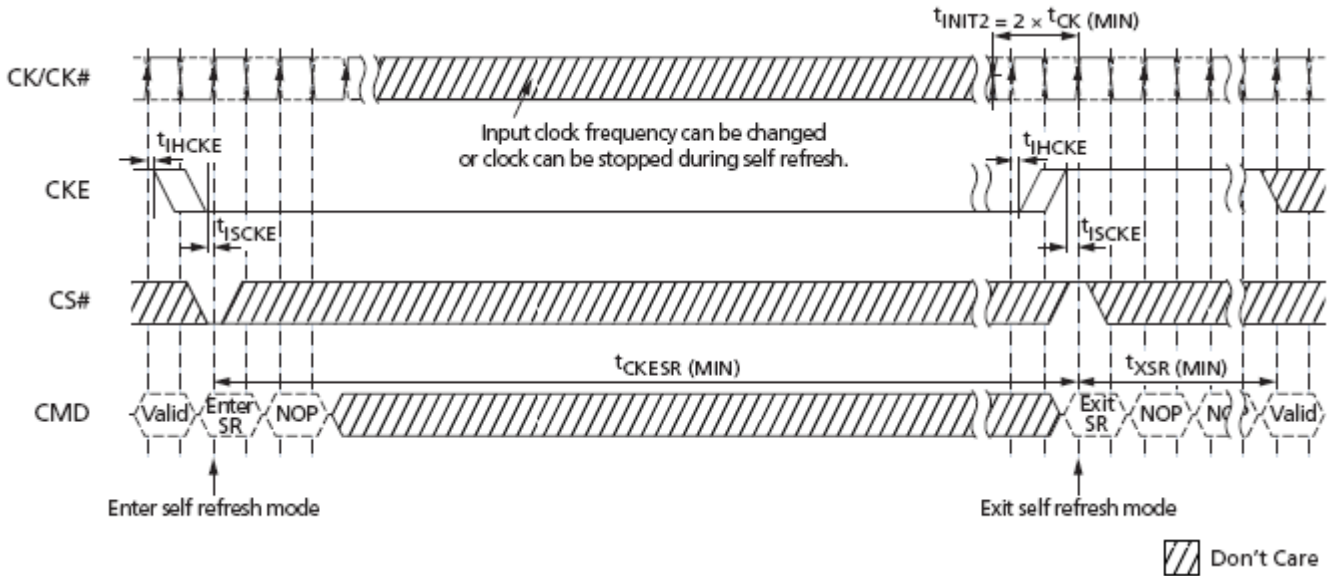 tINIT2 = 2 × tCK (MIN)
CK/CK#
Input clock frequency can be changed
or clock can be stopped during self refresh.
tIHCKE
tIHCKE
CKE
tISCKE
tISCKE
CS#
tCKESR (MIN)
tXSR (MIN)
CMD
Valid
Enter
SR
NOP
Exit
SR
NOP
Valid
Enter self refresh mode
Exit self refresh mode
Don't Care